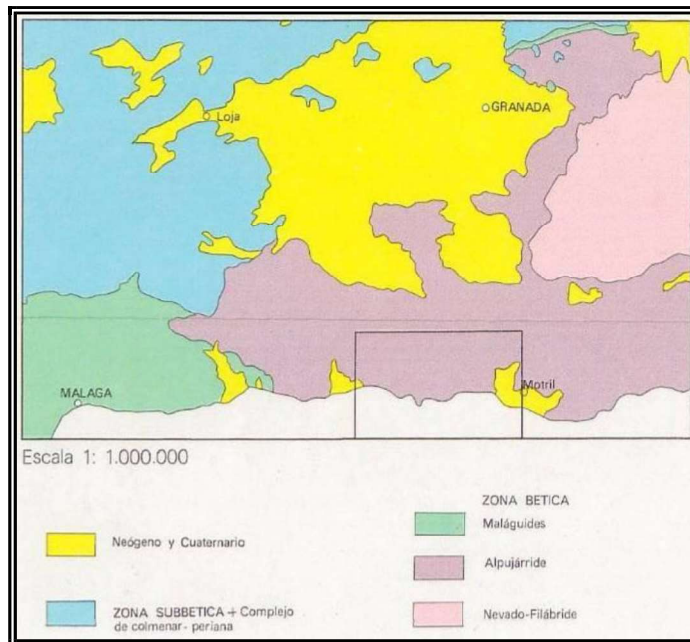 GRANADA
Loja
MALAGA
Motril
Escala 1: 1.000.000
ZONA BETICA
Neógeno y Cuaternario
Maláguides
Alpujárride
ZONA SUBBETICA + Complejo
de colmenar-periana
Nevado-Filábride